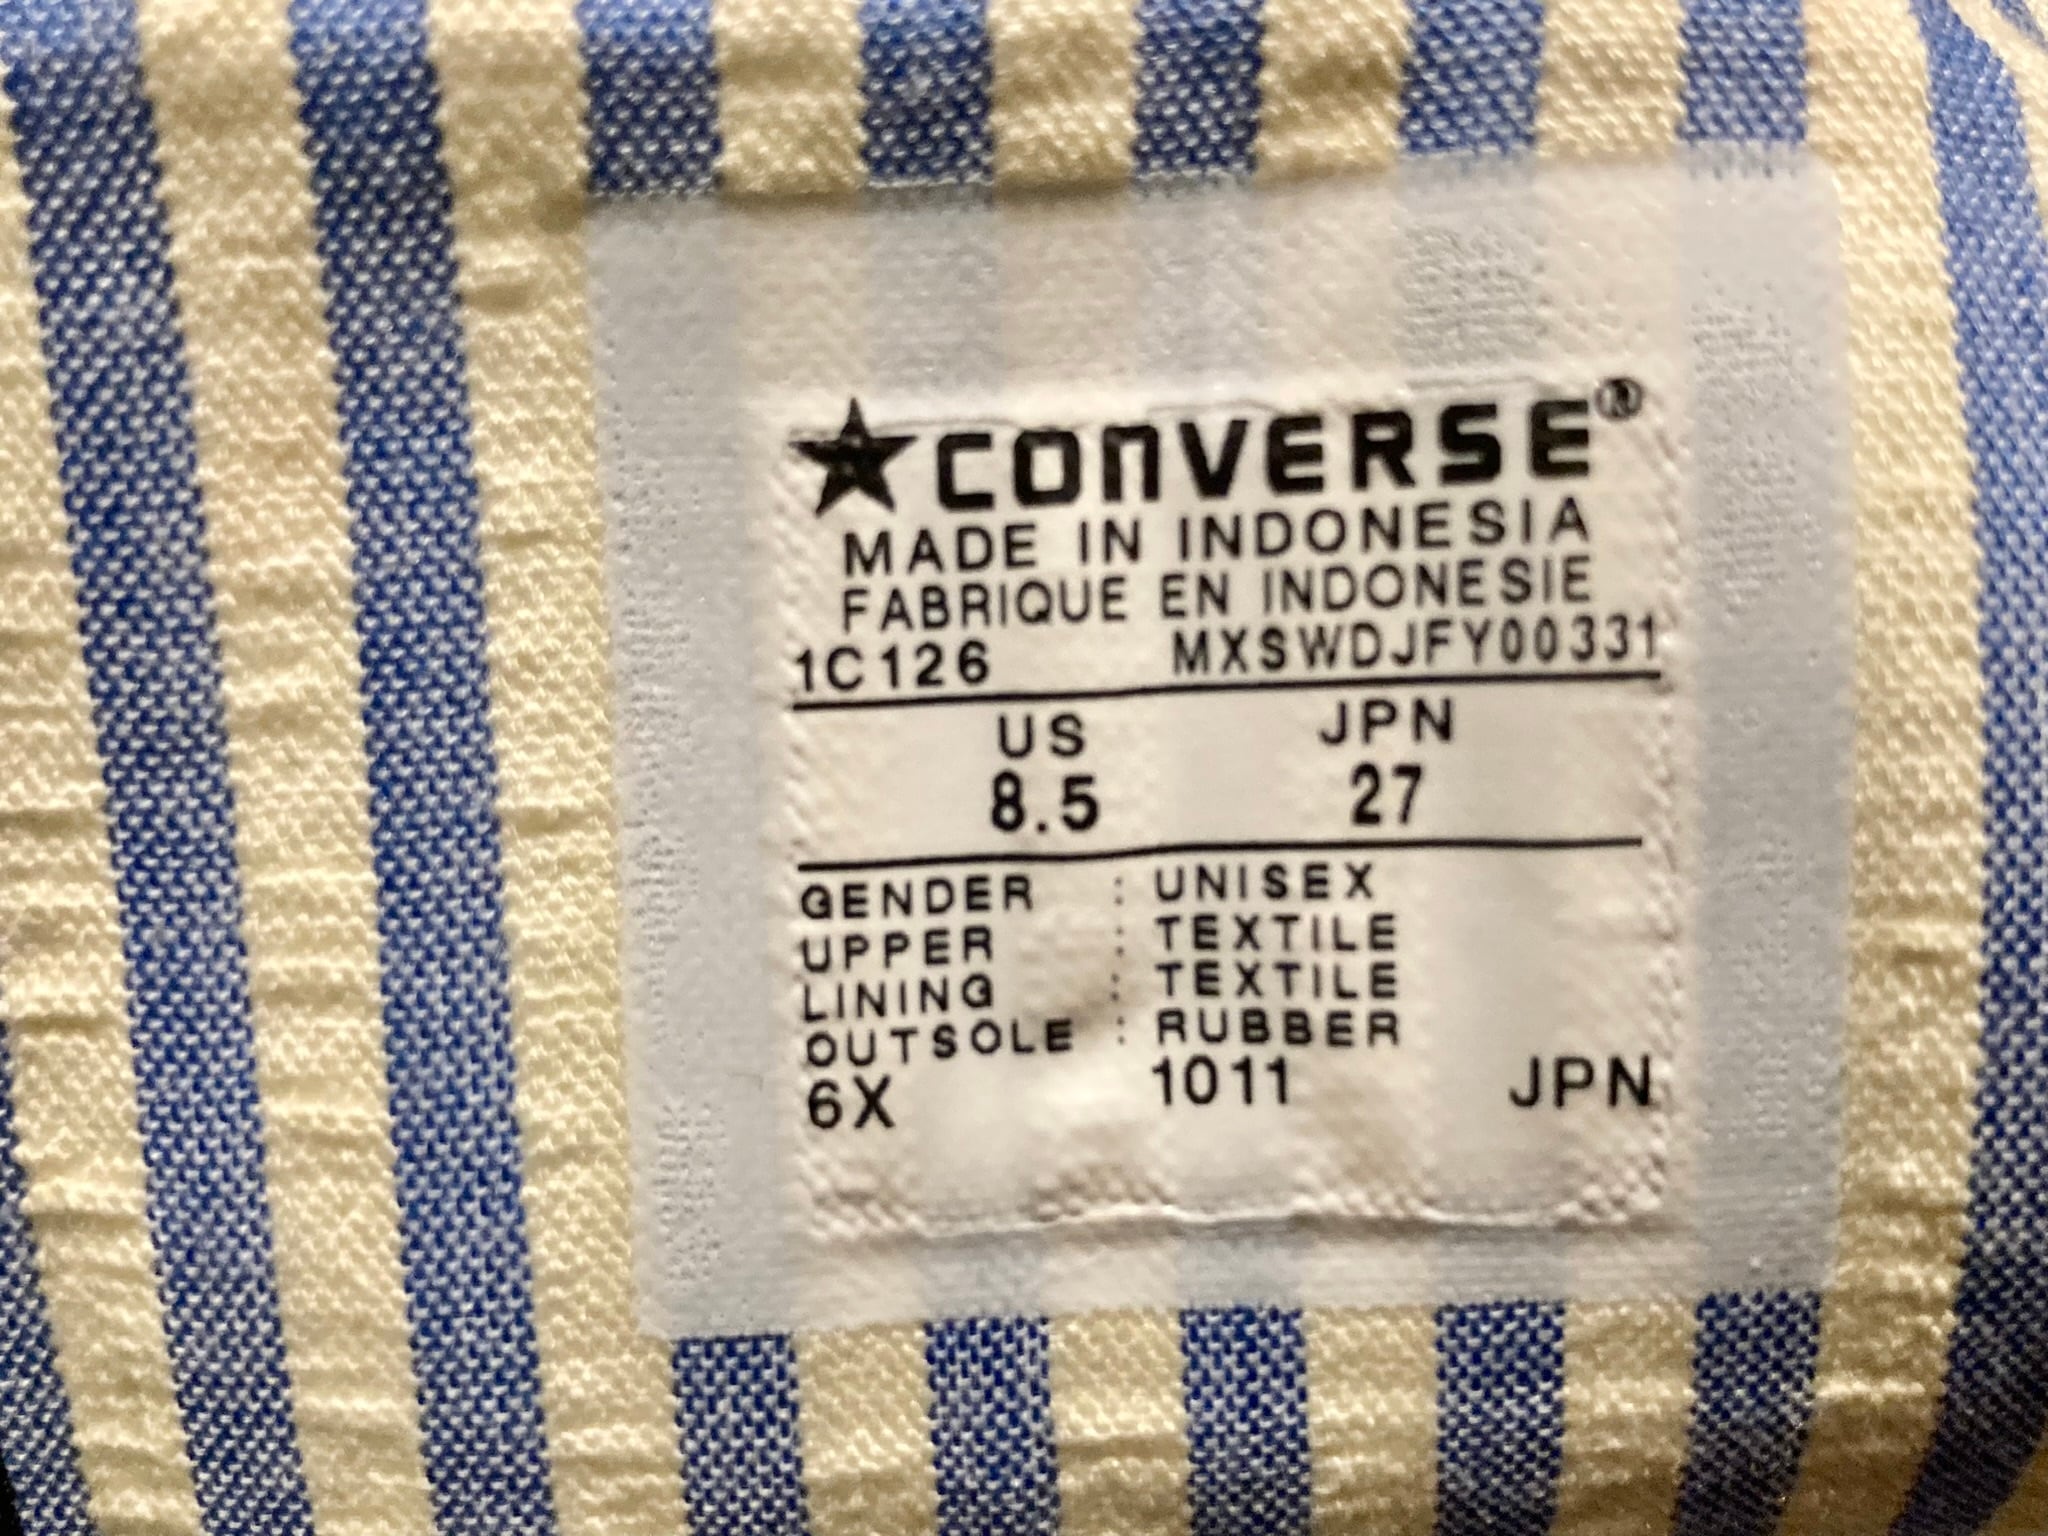 ★ CONVERSE®
MADE IN INDONESIA
FABRIQUE EN INDONESIE
1C126 MXSWDJFY00331
US JPN
8.5 27
GENDER : UNISEX
UPPER : TEXTILE
LINING : TEXTILE
OUTSOLE : RUBBER
6X 1011 JPN